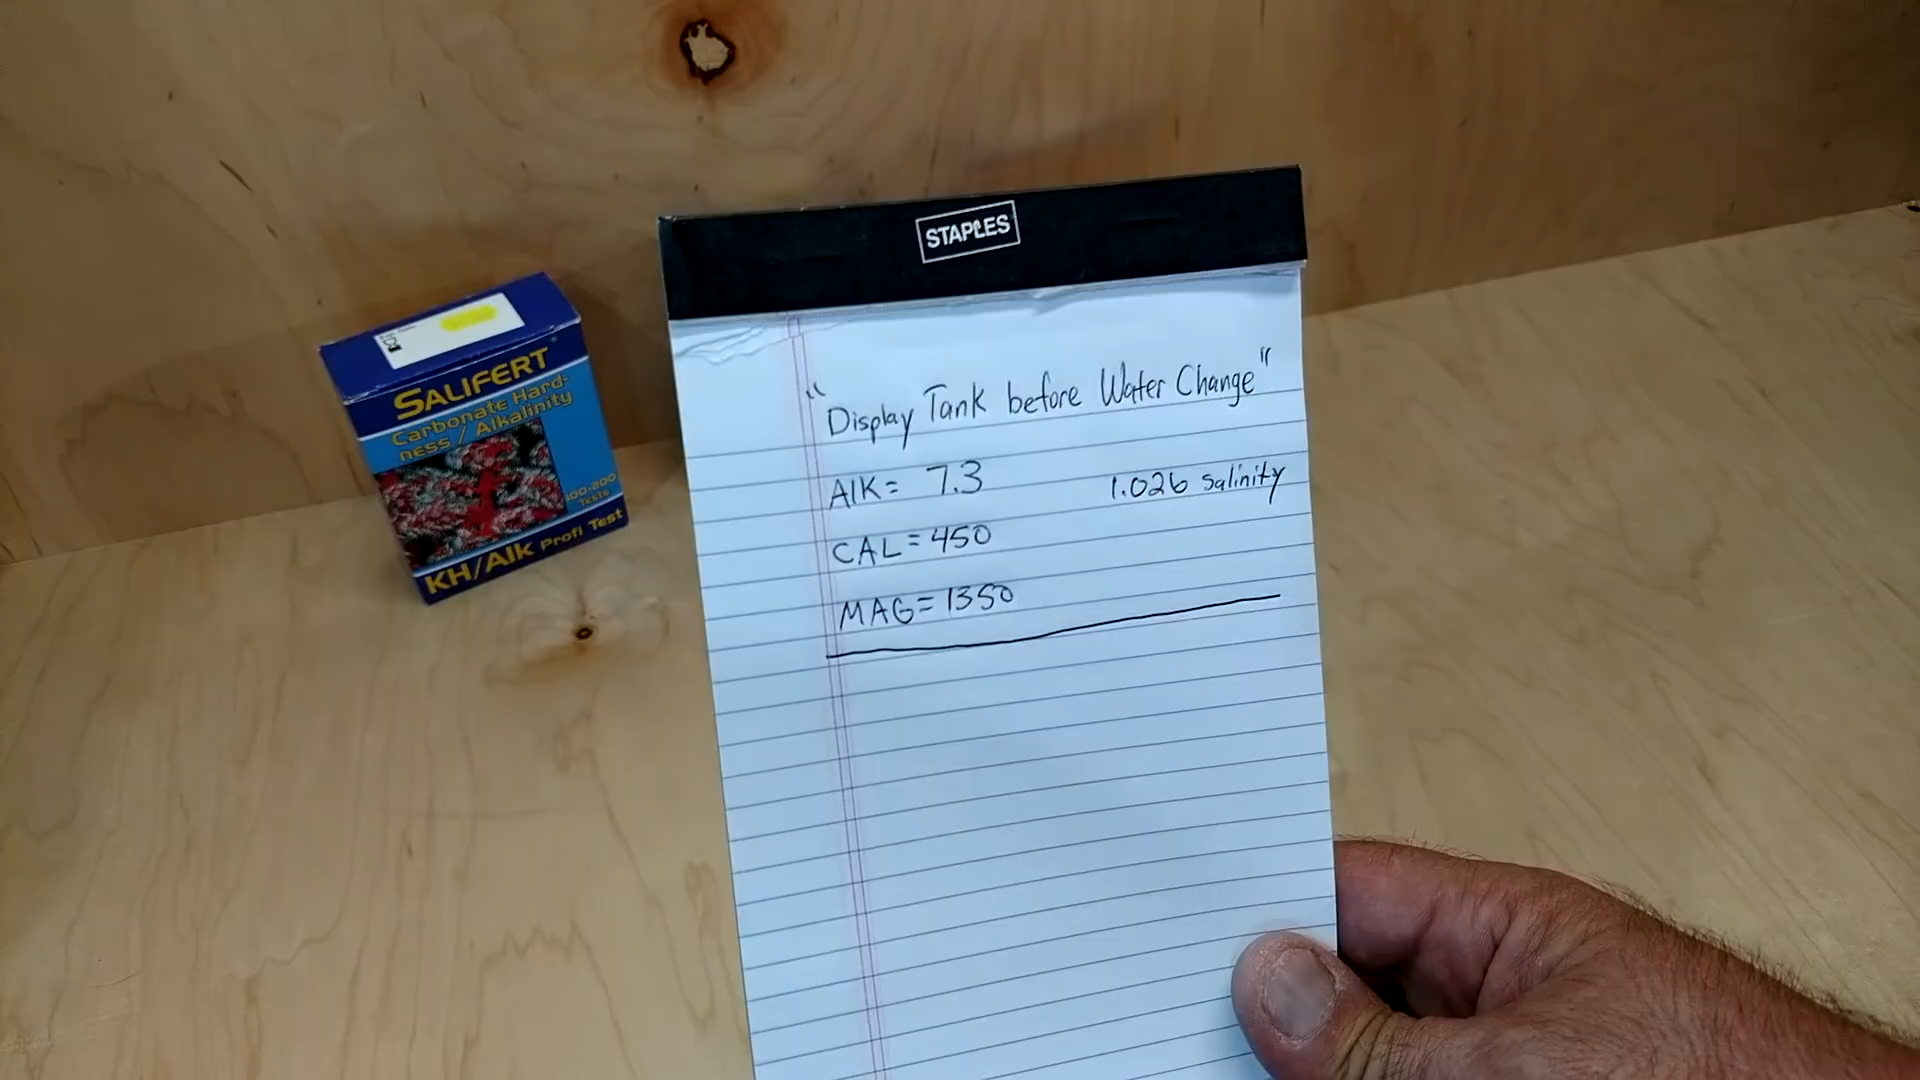 STAPLES
"Display Tank before Water Change"
AlK= 7.3
1.026 salinity
CAL=450
MAG=1350
SALIFERT
Carbonate Hard-
ness / Alkalinity
100-200
Tests
KH/Alk Profi Test